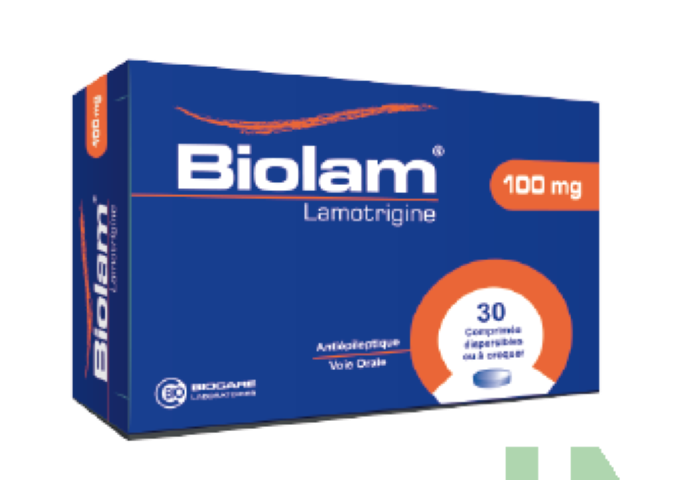 Biolam®
Lamotrigine
100 mg
Antiépileptique
Voie Orale
30
Comprimés
dispersibles
ou à croquer
BIOCARE
LABORATOIRES
100 mg
Biolam®
Lamotrigine